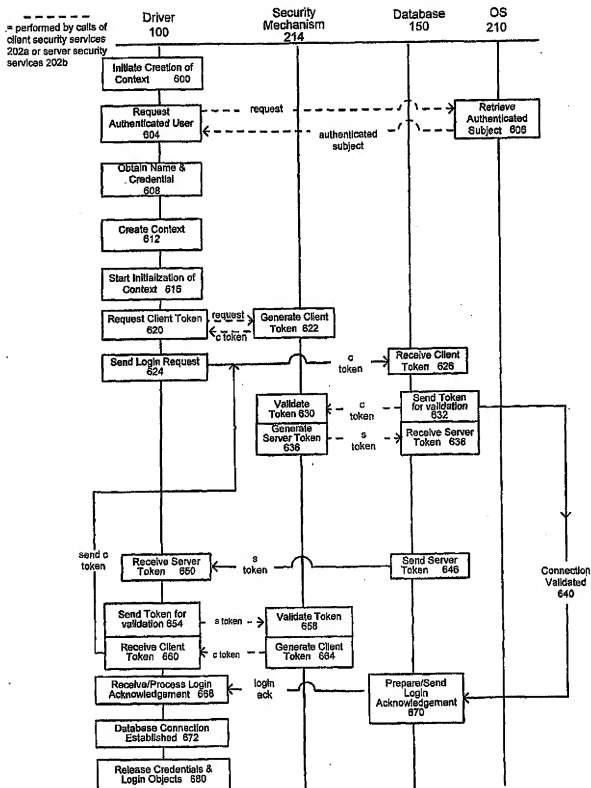 Driver
100
Security
Mechanism
214
Database
150
OS
210
= performed by calls of
client security services
202a or server security
services 202b
Initiate Creation of
Context 600
Request
Authenticated User
604
request
authenticated
subject
Retrieve
Authenticated
Subject 606
Obtain Name &
Credential
608
Create Context
612
Start Initialization of
Context 616
Request Client Token
620
request
c token
Generate Client
Token 622
Send Login Request
624
c
token
Receive Client
Token 626
Validate
Token 630
c
token
Send Token
for validation
632
Generate
Server Token
636
s
token
Receive Server
Token 638
send c
token
Connection
Validated
640
Receive Server
Token 650
s
token
Send Server
Token 646
Send Token for
validation 654
s token
Validate Token
658
Receive Client
Token 660
c token
Generate Client
Token 664
Receive/Process Login
Acknowledgement 668
login
ack
Prepare/Send
Login
Acknowledgement
670
Database Connection
Established 672
Release Credentials &
Login Objects 680